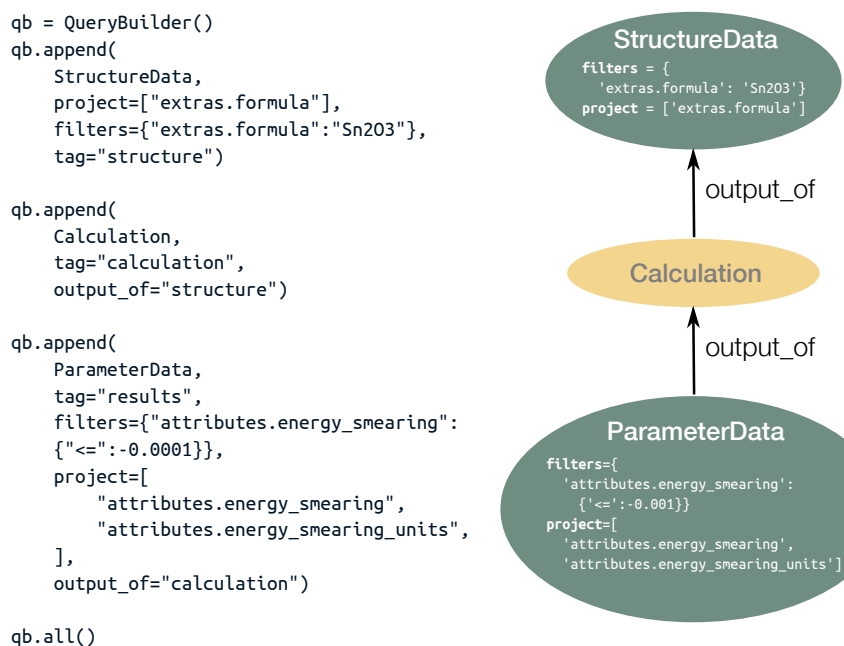 qb = QueryBuilder()
qb.append(
    StructureData,
    project=["extras.formula"],
    filters={"extras.formula":"Sn2O3"},
    tag="structure")
qb.append(
    Calculation,
    tag="calculation",
    output_of="structure")
qb.append(
    ParameterData,
    tag="results",
    filters={"attributes.energy_smearing":
    {"<=":-0.0001}},
    project=[
        "attributes.energy_smearing",
        "attributes.energy_smearing_units",
    ],
    output_of="calculation")
qb.all()
StructureData
filters = {
  'extras.formula': 'Sn2O3'}
project = ['extras.formula']
output_of
Calculation
output_of
ParameterData
filters={
  'attributes.energy_smearing':
    {'<=':-0.001}}
project=[
  'attributes.energy_smearing',
  'attributes.energy_smearing_units']